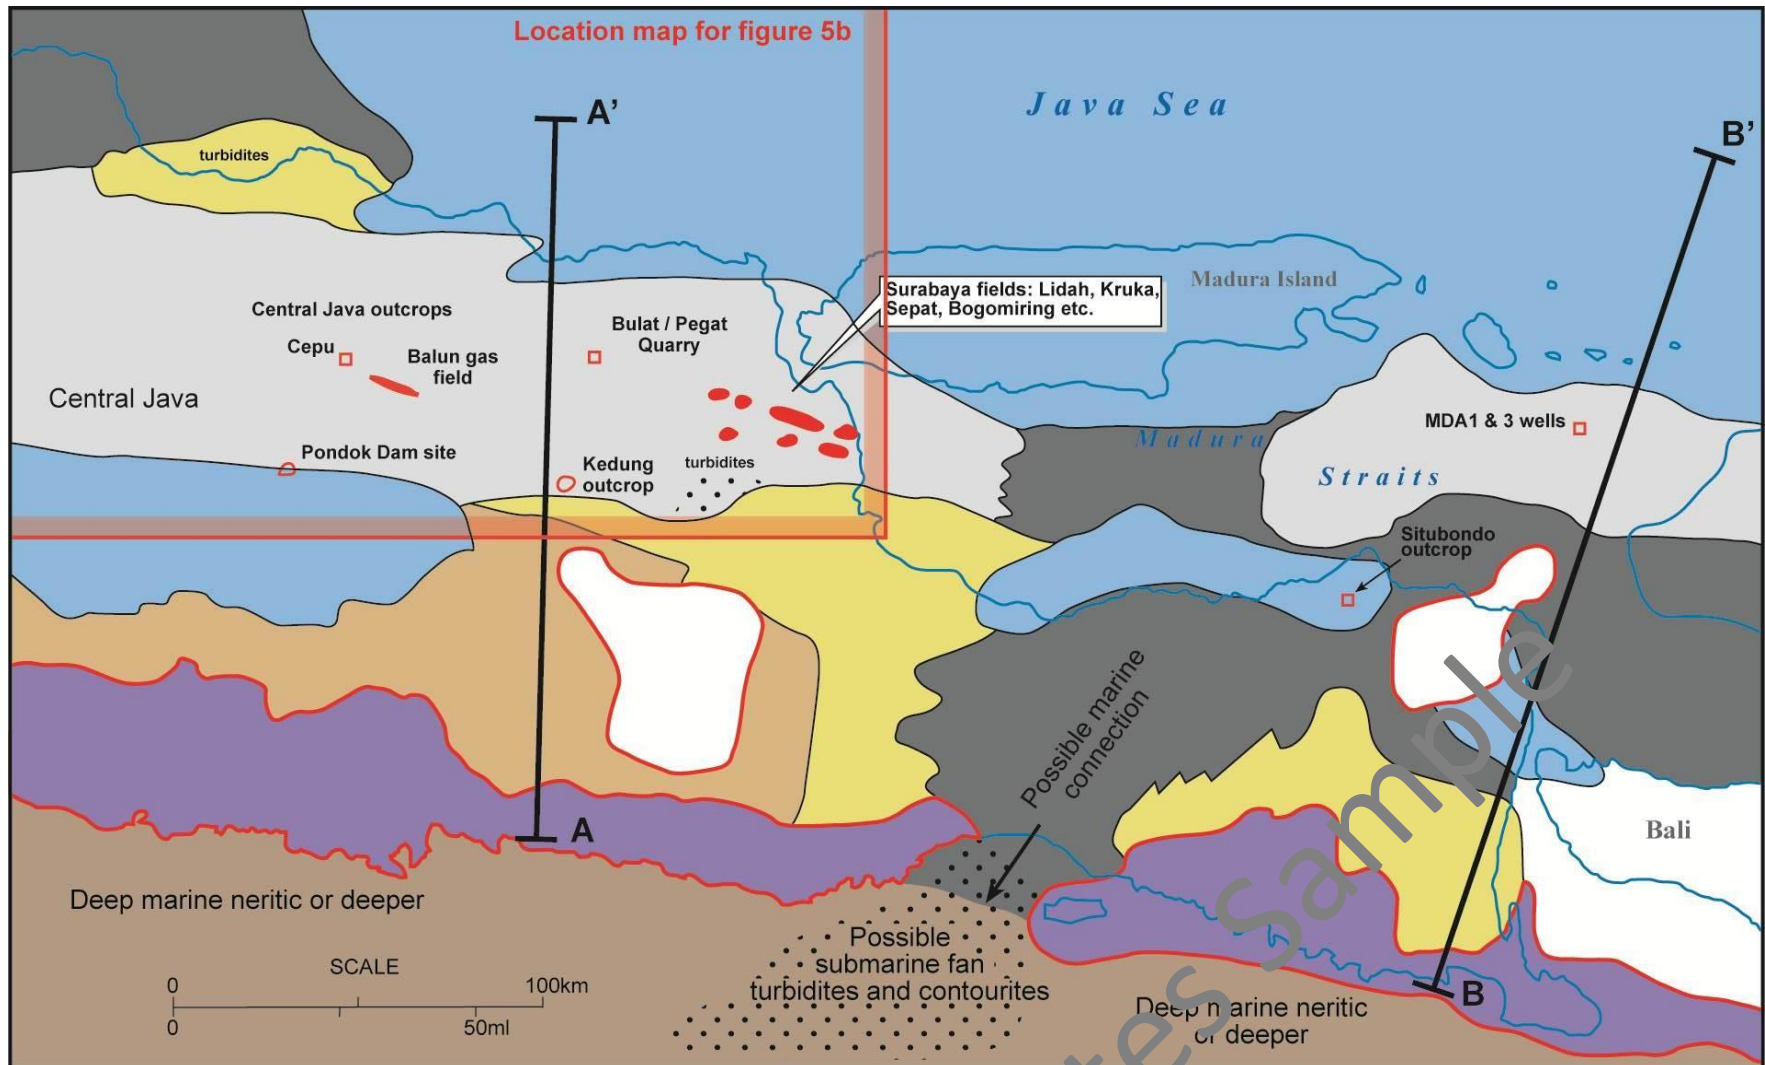 Location map for figure 5b
A’
Java Sea
B’
turbidites
Madura Island
Surabaya fields: Lidah, Kruka,
Sepat, Bogomiring etc.
Central Java outcrops
Cepu
Balun gas
field
Bulat / Pegat
Quarry
Central Java
MDA1 & 3 wells
Madura
Straits
Pondok Dam site
Kedung
outcrop
turbidites
Situbondo
outcrop
Possible marine
connection
A
Bali
Deep marine neritic or deeper
SCALE
0
100km
0
50ml
Possible
submarine fan
turbidites and contourites
B
Deep marine neritic
or deeper
Sample